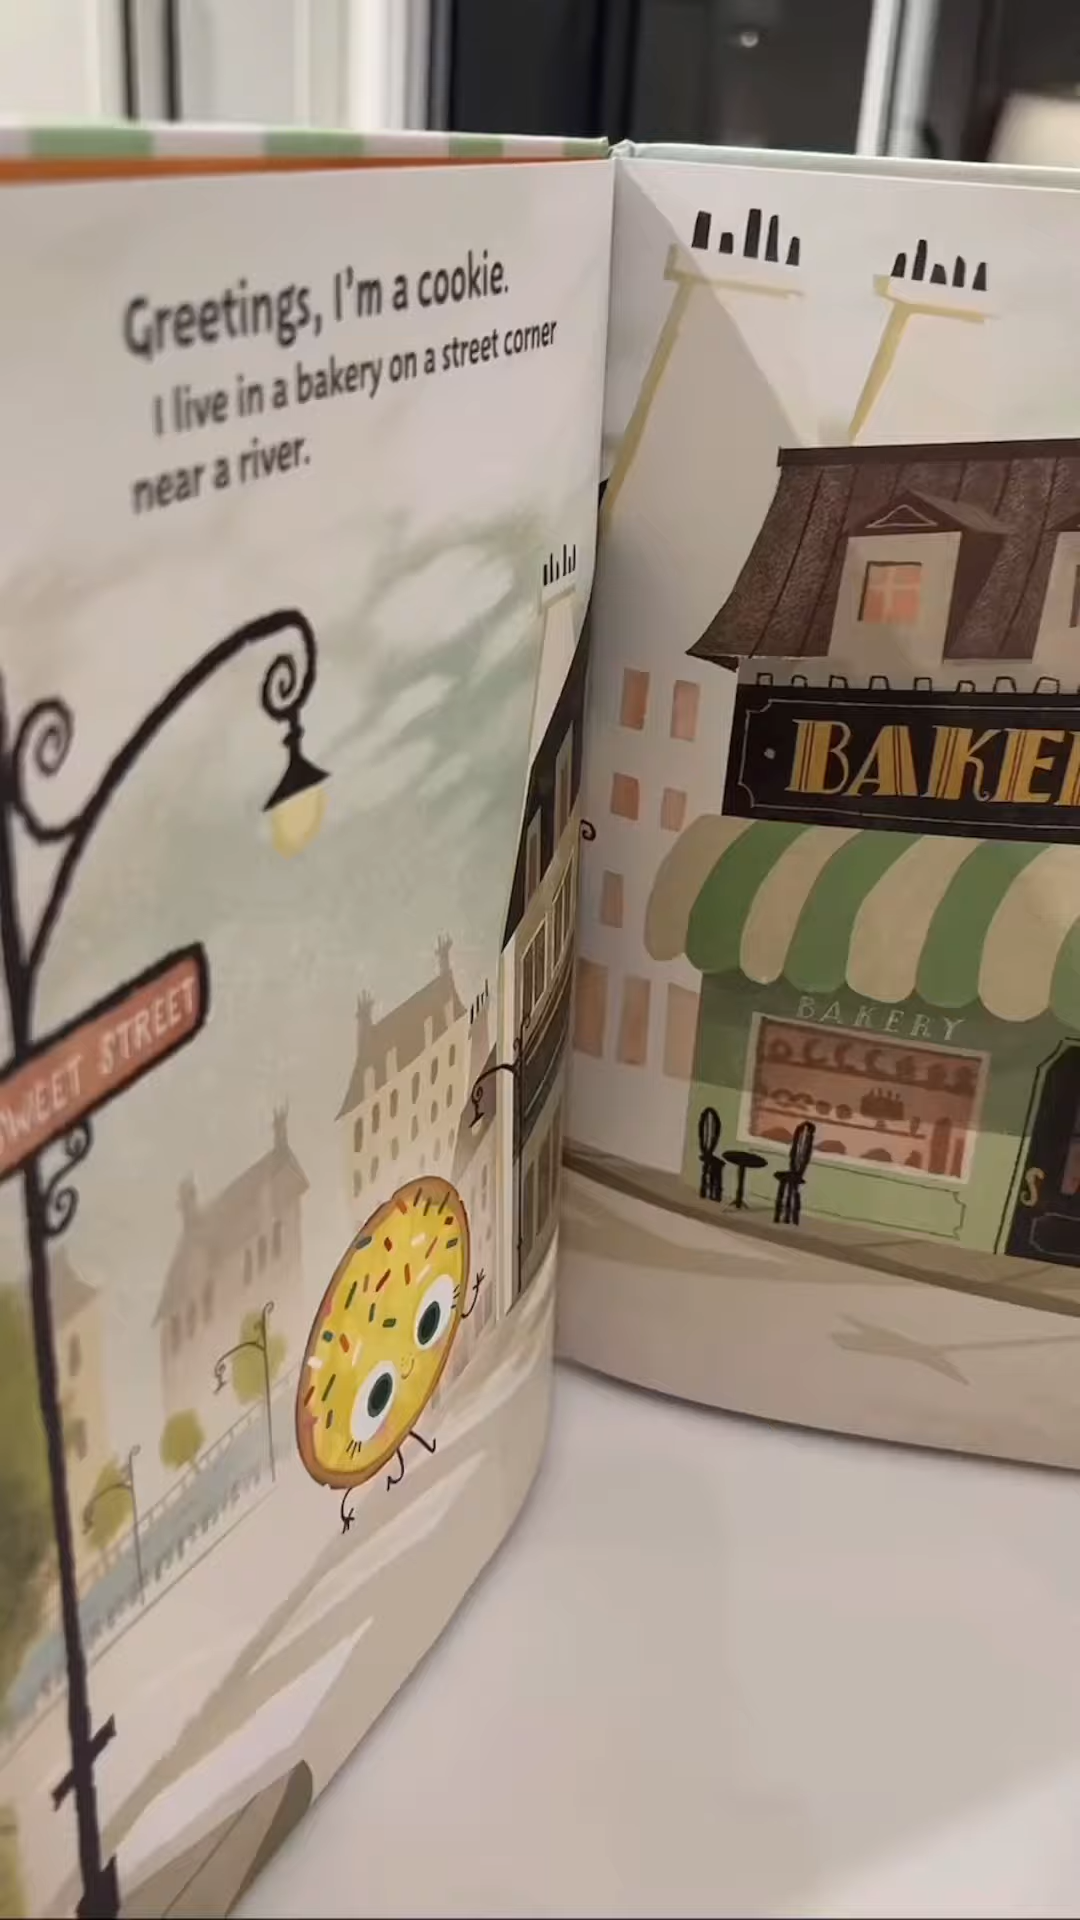 Greetings, I'm a cookie.
I live in a bakery on a street corner
near a river.
SWEET STREET
BAKE
BAKERY
S